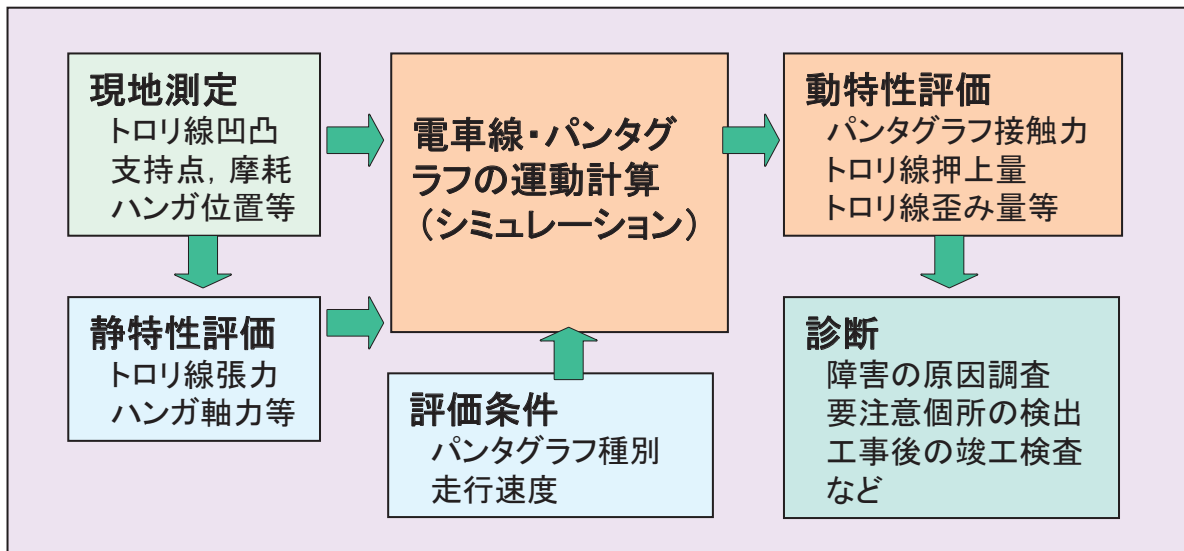 現地測定
トロリ線凹凸
支持点，摩耗
ハンガ位置等
静特性評価
トロリ線張力
ハンガ軸力等
電車線・パンタグ
ラフの運動計算
（シミュレーション）
評価条件
パンタグラフ種別
走行速度
動特性評価
パンタグラフ接触力
トロリ線押上量
トロリ線歪み量等
診断
障害の原因調査
要注意個所の検出
工事後の竣工検査
など